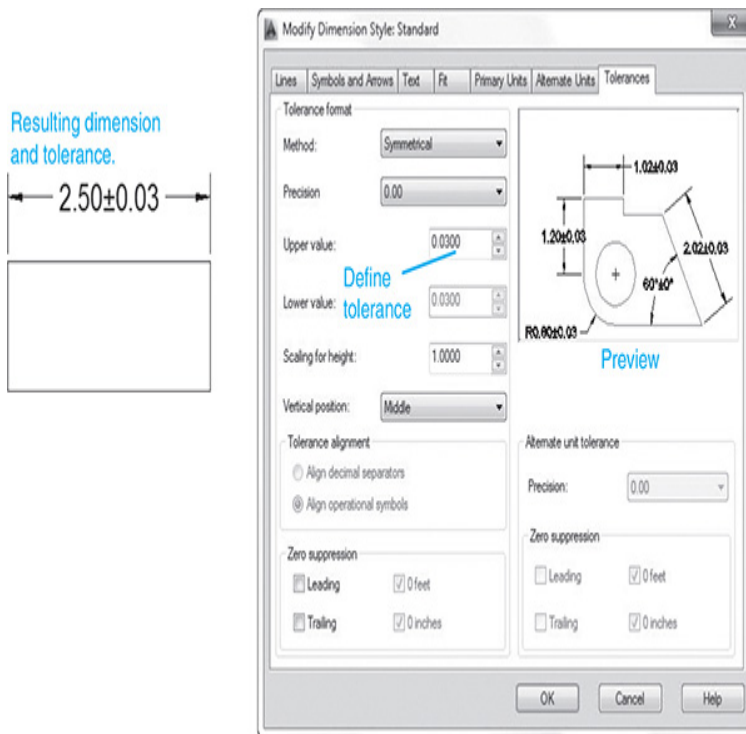 Resulting dimension
and tolerance.
2.50±0.03
Modify Dimension Style: Standard
x
Lines Symbols and Arrows Text Fit Primary Units Alternate Units Tolerances
Tolerance format
Method: Symmetrical
Precision 0.00
Upper value: 0.0300
Define
tolerance
Lower value: 0.0300
Scaling for height: 1.0000
Vertical position: Middle
Tolerance alignment
Align decimal separators
Align operational symbols
Zero suppression
Leading 0 feet
Trailing 0 inches
1.02±0.03
1.20±0.03
2.02±0.03
60°±0°
R0.80±0.03
Preview
Alternate unit tolerance
Precision: 0.00
Zero suppression
Leading 0 feet
Trailing 0 inches
OK Cancel Help